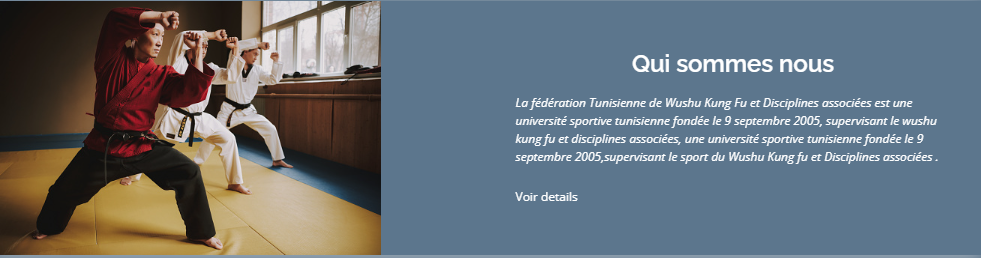 Qui sommes nous
La fédération Tunisienne de Wushu Kung Fu et Disciplines associées est une
université sportive tunisienne fondée le 9 septembre 2005, supervisant le wushu
kung fu et disciplines associées, une université sportive tunisienne fondée le 9
septembre 2005,supervisant le sport du Wushu Kung fu et Disciplines associées .
Voir details